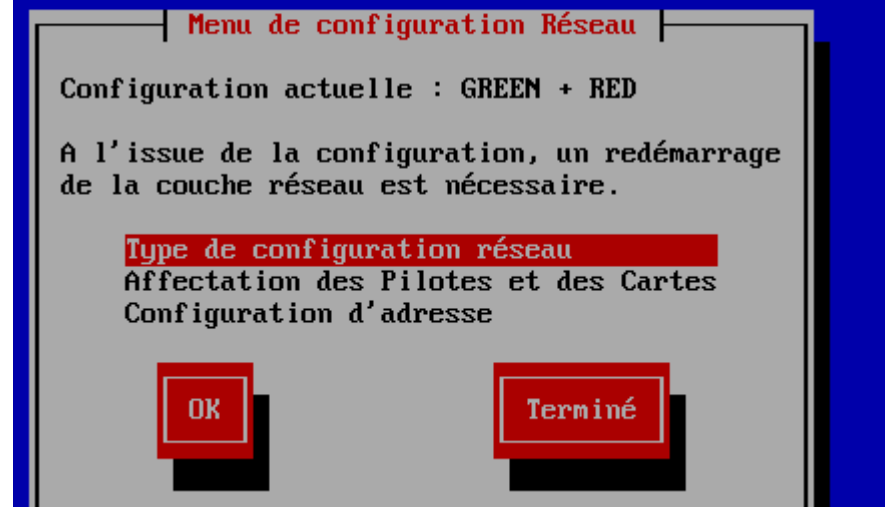 Menu de configuration Réseau
Configuration actuelle : GREEN + RED
A l'issue de la configuration, un redémarrage
de la couche réseau est nécessaire.
Type de configuration réseau
Affectation des Pilotes et des Cartes
Configuration d'adresse
OK Terminé